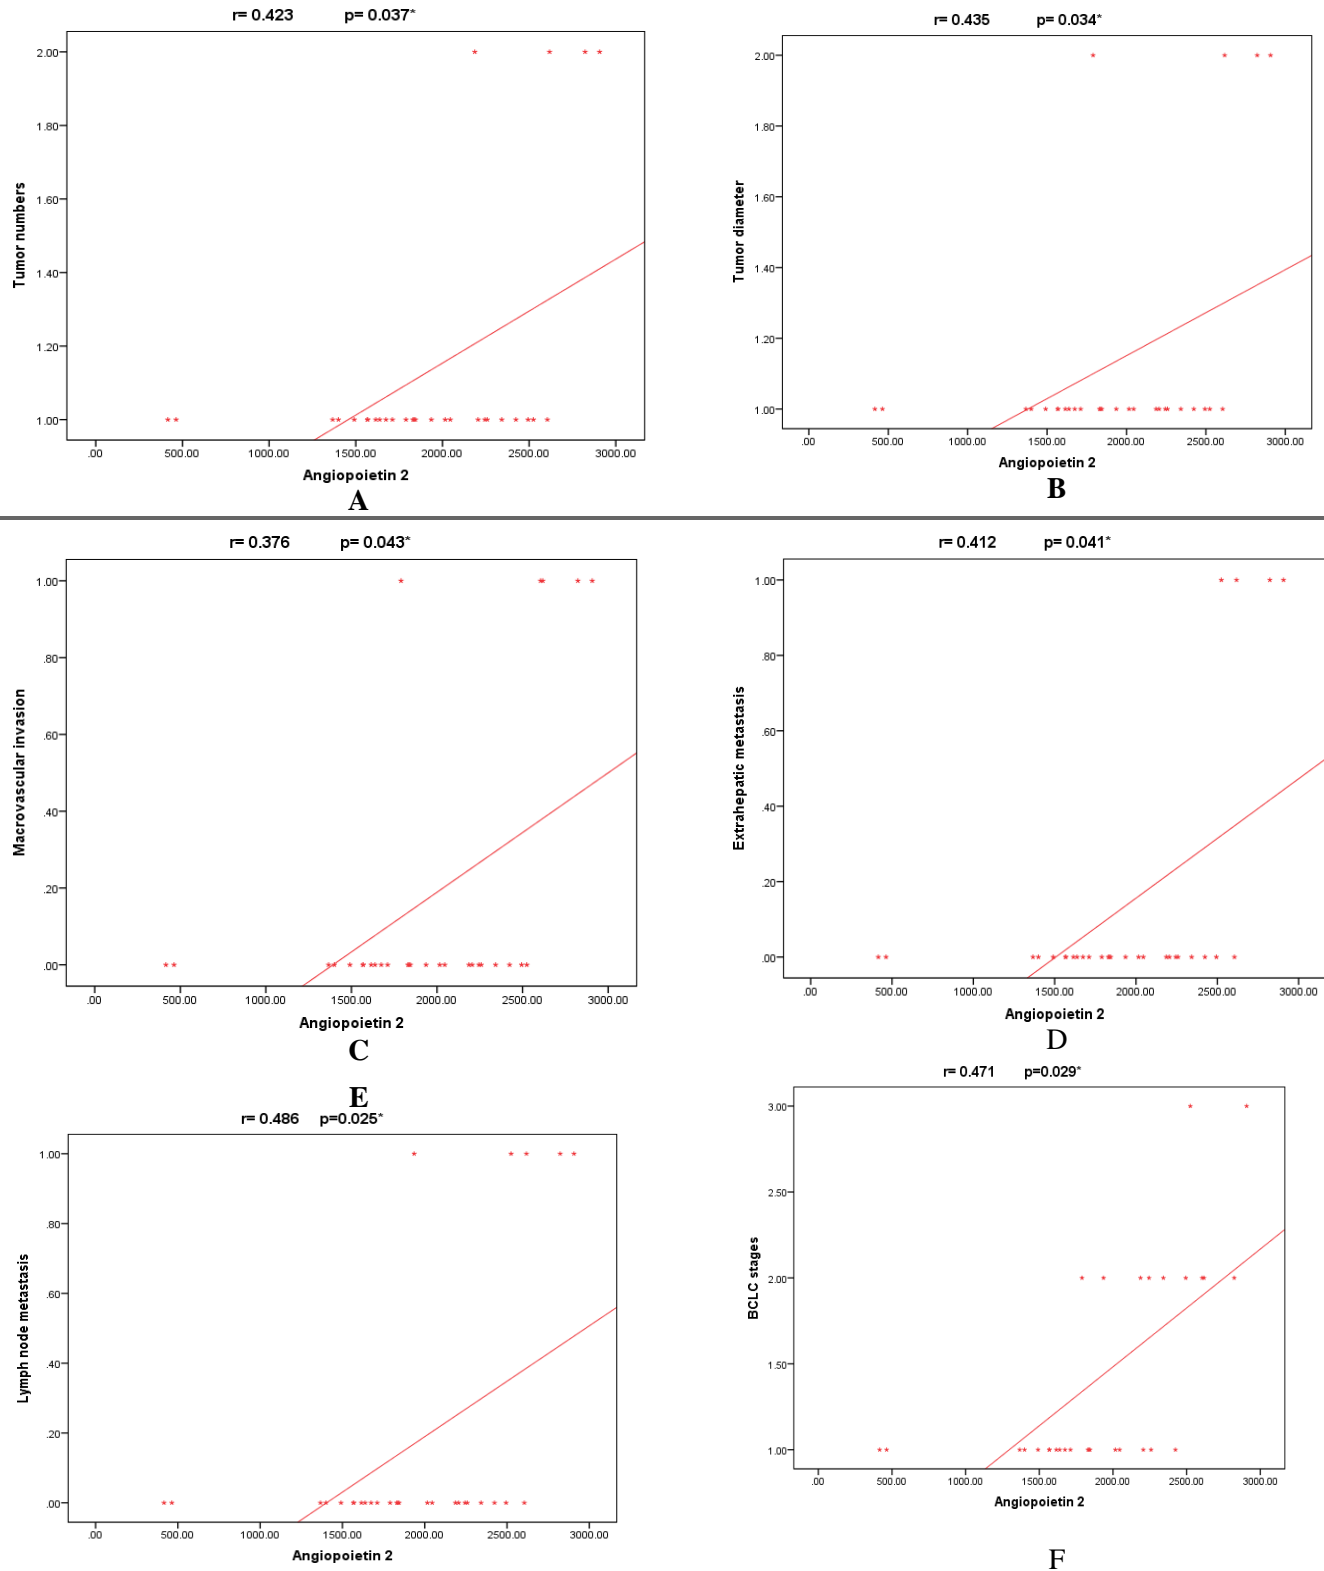 r= 0.423 p= 0.037*
2.00
1.80
1.60
1.40
1.20
1.00
Tumor numbers
.00 500.00 1000.00 1500.00 2000.00 2500.00 3000.00
Angiopoietin 2
A
r= 0.435 p= 0.034*
2.00
1.80
1.60
1.40
1.20
1.00
Tumor diameter
.00 500.00 1000.00 1500.00 2000.00 2500.00 3000.00
Angiopoietin 2
B
r= 0.376 p= 0.043*
1.00
.80
.60
.40
.20
.00
Macrovascular invasion
.00 500.00 1000.00 1500.00 2000.00 2500.00 3000.00
Angiopoietin 2
C
r= 0.412 p= 0.041*
1.00
.80
.60
.40
.20
.00
Extrahepatic metastasis
.00 500.00 1000.00 1500.00 2000.00 2500.00 3000.00
Angiopoietin 2
D
E
r= 0.486 p=0.025*
1.00
.80
.60
.40
.20
.00
Lymph node metastasis
.00 500.00 1000.00 1500.00 2000.00 2500.00 3000.00
Angiopoietin 2
r= 0.471 p=0.029*
3.00
2.50
2.00
1.50
1.00
BCLC stages
.00 500.00 1000.00 1500.00 2000.00 2500.00 3000.00
Angiopoietin 2
F